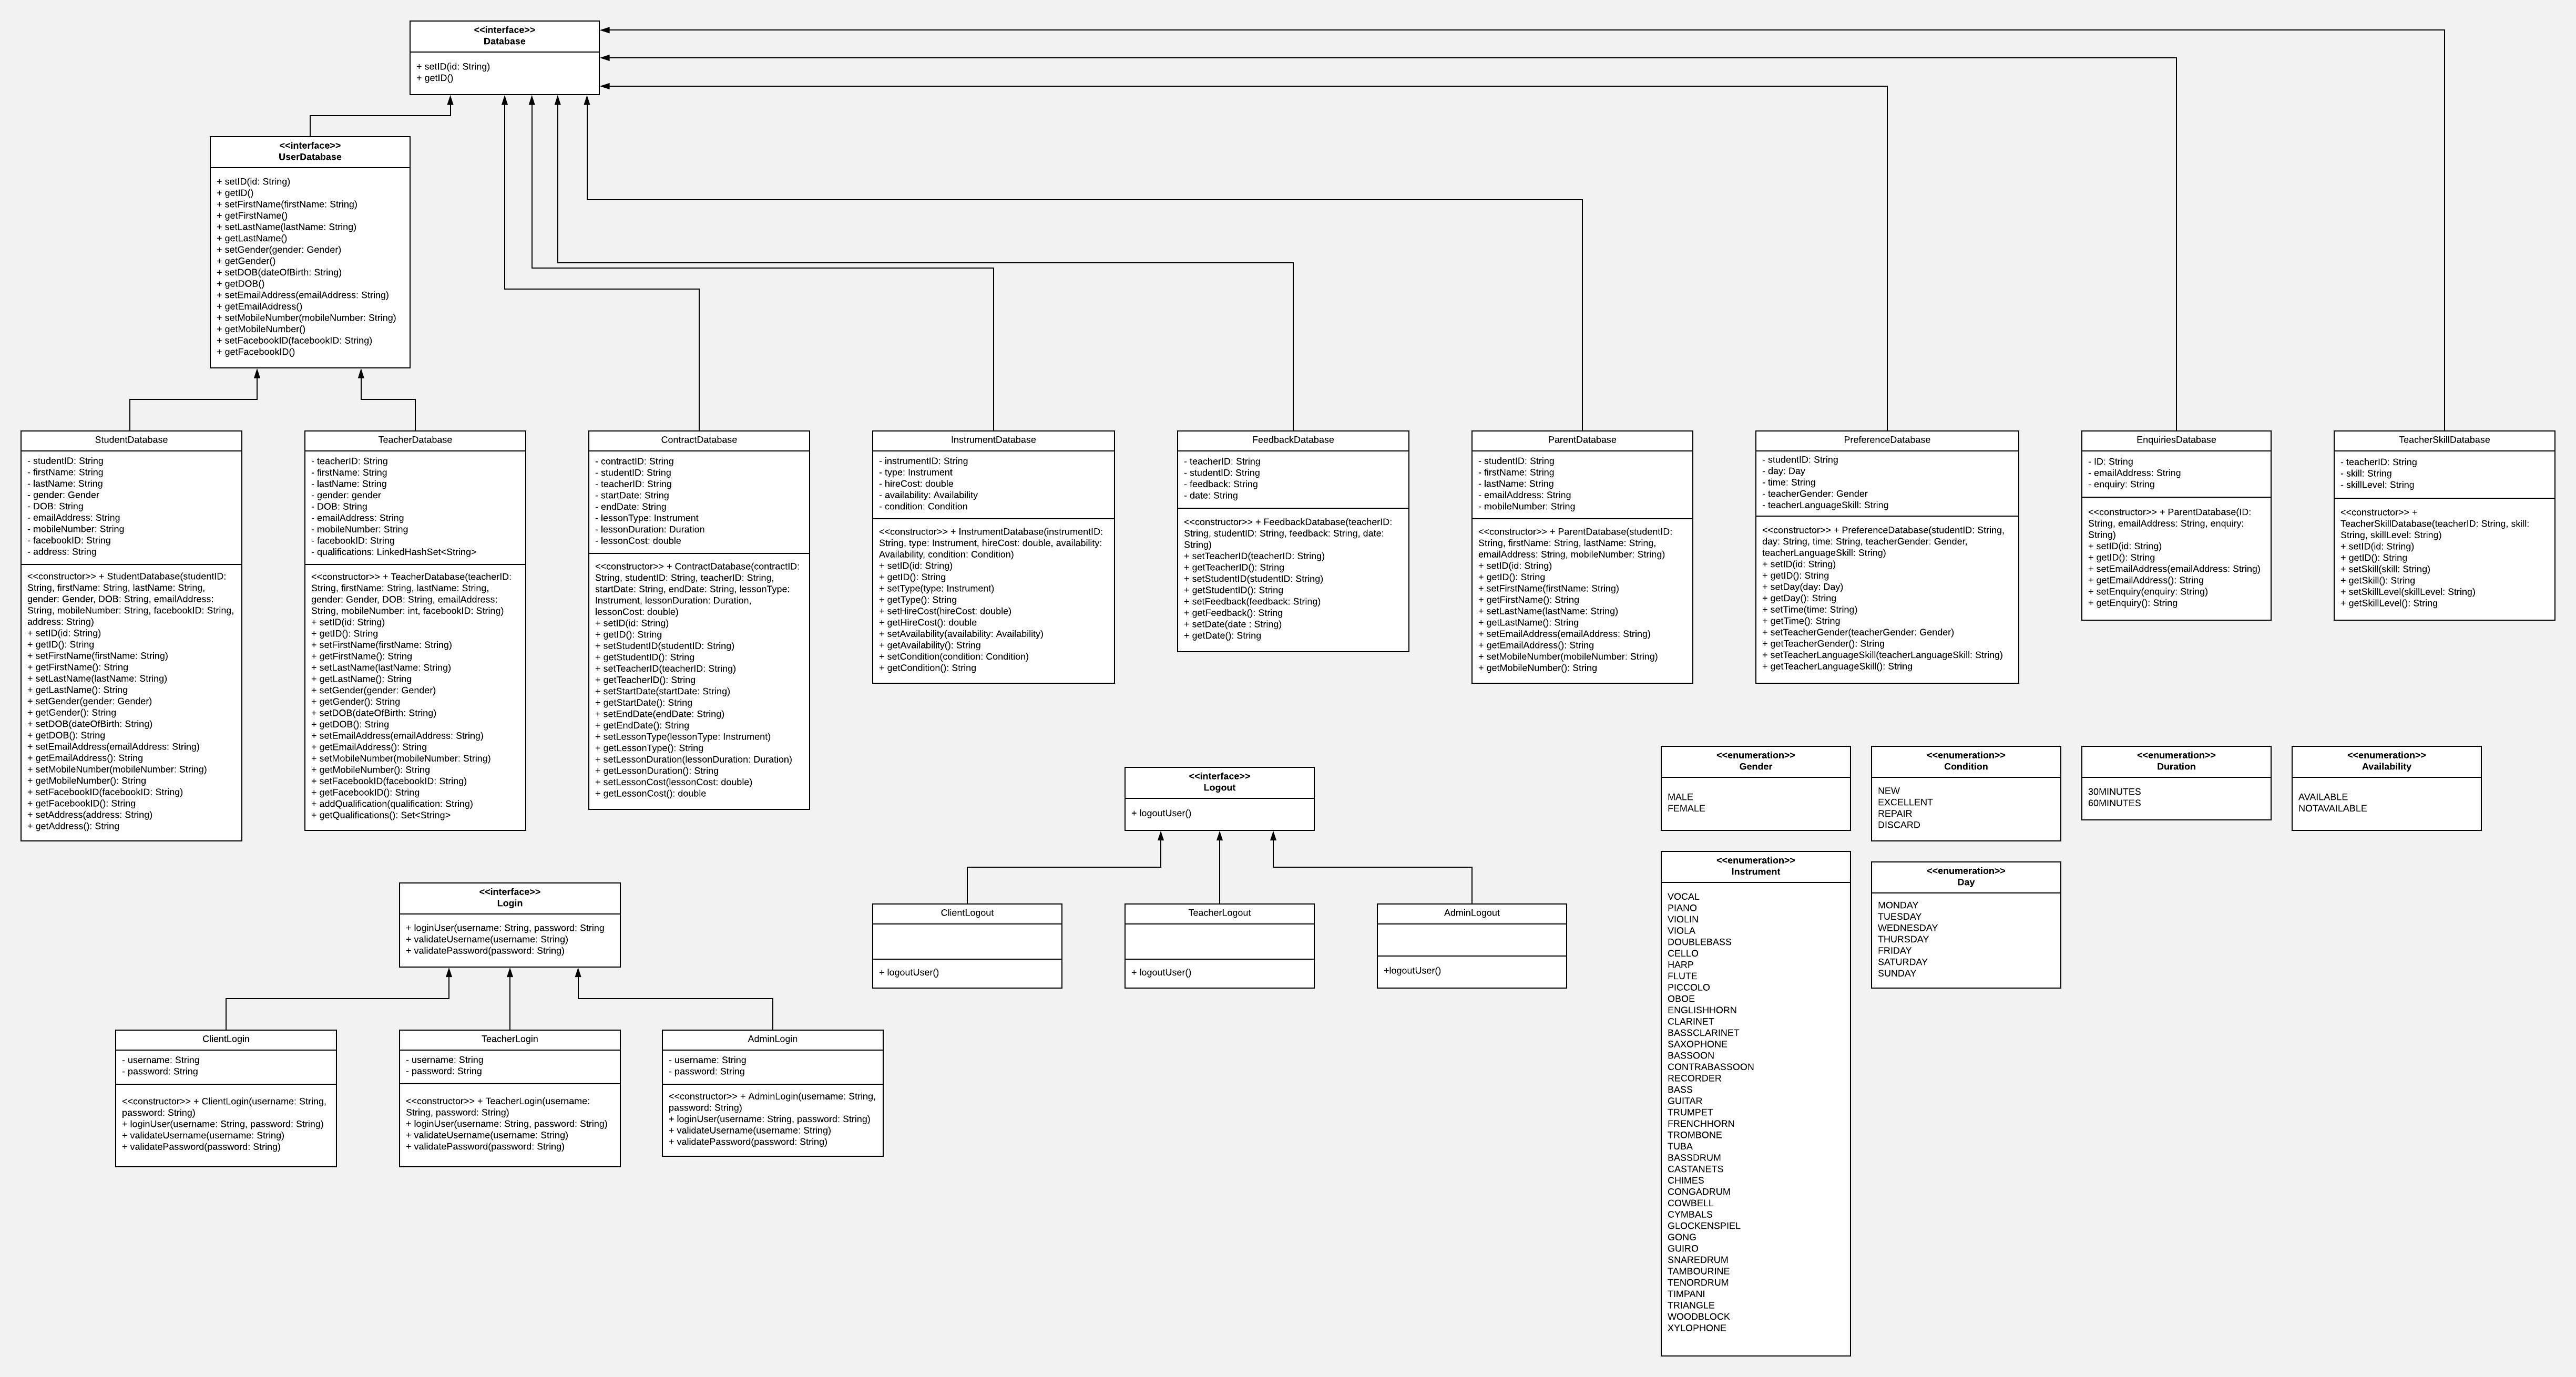 <<interface>>
Database
+ setID(id: String)
+ getID()
<<interface>>
UserDatabase
+ setID(id: String)
+ getID()
+ setFirstName(firstName: String)
+ getFirstName()
+ setLastName(lastName: String)
+ getLastName()
+ setGender(gender: Gender)
+ getGender()
+ setDOB(dateOfBirth: String)
+ getDOB()
+ setEmailAddress(emailAddress: String)
+ getEmailAddress()
+ setMobileNumber(mobileNumber: String)
+ getMobileNumber()
+ setFacebookID(facebookID: String)
+ getFacebookID()
StudentDatabase
- studentID: String
- firstName: String
- lastName: String
- gender: Gender
- DOB: String
- emailAddress: String
- mobileNumber: String
- facebookID: String
- address: String
<<constructor>> + StudentDatabase(studentID:
String, firstName: String, lastName: String,
gender: Gender, DOB: String, emailAddress:
String, mobileNumber: String, facebookID: String,
address: String)
+ setID(id: String)
+ getID(): String
+ setFirstName(firstName: String)
+ getFirstName(): String
+ setLastName(lastName: String)
+ getLastName(): String
+ setGender(gender: Gender)
+ getGender(): String
+ setDOB(dateOfBirth: String)
+ getDOB(): String
+ setEmailAddress(emailAddress: String)
+ getEmailAddress(): String
+ setMobileNumber(mobileNumber: String)
+ getMobileNumber(): String
+ setFacebookID(facebookID: String)
+ getFacebookID(): String
+ setAddress(address: String)
+ getAddress(): String
TeacherDatabase
- teacherID: String
- firstName: String
- lastName: String
- gender: gender
- DOB: String
- emailAddress: String
- mobileNumber: String
- facebookID: String
- qualifications: LinkedHashSet<String>
<<constructor>> + TeacherDatabase(teacherID:
String, firstName: String, lastName: String,
gender: Gender, DOB: String, emailAddress:
String, mobileNumber: int, facebookID: String)
+ setID(id: String)
+ getID(): String
+ setFirstName(firstName: String)
+ getFirstName(): String
+ setLastName(lastName: String)
+ getLastName(): String
+ setGender(gender: Gender)
+ getGender(): String
+ setDOB(dateOfBirth: String)
+ getDOB(): String
+ setEmailAddress(emailAddress: String)
+ getEmailAddress(): String
+ setMobileNumber(mobileNumber: String)
+ getMobileNumber(): String
+ setFacebookID(facebookID: String)
+ getFacebookID(): String
+ addQualification(qualification: String)
+ getQualifications(): Set<String>
ContractDatabase
- contractID: String
- studentID: String
- teacherID: String
- startDate: String
- endDate: String
- lessonType: Instrument
- lessonDuration: Duration
- lessonCost: double
<<constructor>> + ContractDatabase(contractID:
String, studentID: String, teacherID: String,
startDate: String, endDate: String, lessonType:
Instrument, lessonDuration: Duration,
lessonCost: double)
+ setID(id: String)
+ getID(): String
+ setStudentID(studentID: String)
+ getStudentID(): String
+ setTeacherID(teacherID: String)
+ getTeacherID(): String
+ setStartDate(startDate: String)
+ getStartDate(): String
+ setEndDate(endDate: String)
+ getEndDate(): String
+ setLessonType(lessonType: Instrument)
+ getLessonType(): String
+ setLessonDuration(lessonDuration: Duration)
+ getLessonDuration(): String
+ setLessonCost(lessonCost: double)
+ getLessonCost(): double
InstrumentDatabase
- instrumentID: String
- type: Instrument
- hireCost: double
- availability: Availability
- condition: Condition
<<constructor>> + InstrumentDatabase(instrumentID:
String, type: Instrument, hireCost: double, availability:
Availability, condition: Condition)
+ setID(id: String)
+ getID(): String
+ setType(type: Instrument)
+ getType(): String
+ setHireCost(hireCost: double)
+ getHireCost(): double
+ setAvailability(availability: Availability)
+ getAvailability(): String
+ setCondition(condition: Condition)
+ getCondition(): String
FeedbackDatabase
- teacherID: String
- studentID: String
- feedback: String
- date: String
<<constructor>> + FeedbackDatabase(teacherID:
String, studentID: String, feedback: String, date:
String)
+ setTeacherID(teacherID: String)
+ getTeacherID(): String
+ setStudentID(studentID: String)
+ getStudentID(): String
+ setFeedback(feedback: String)
+ getFeedback(): String
+ setDate(date : String)
+ getDate(): String
ParentDatabase
- studentID: String
- firstName: String
- lastName: String
- emailAddress: String
- mobileNumber: String
<<constructor>> + ParentDatabase(studentID:
String, firstName: String, lastName: String,
emailAddress: String, mobileNumber: String)
+ setID(id: String)
+ getID(): String
+ setFirstName(firstName: String)
+ getFirstName(): String
+ setLastName(lastName: String)
+ getLastName(): String
+ setEmailAddress(emailAddress: String)
+ getEmailAddress(): String
+ setMobileNumber(mobileNumber: String)
+ getMobileNumber(): String
PreferenceDatabase
- studentID: String
- day: Day
- time: String
- teacherGender: Gender
- teacherLanguageSkill: String
<<constructor>> + PreferenceDatabase(studentID: String,
day: String, time: String, teacherGender: Gender,
teacherLanguageSkill: String)
+ setID(id: String)
+ getID(): String
+ setDay(day: Day)
+ getDay(): String
+ setTime(time: String)
+ getTime(): String
+ setTeacherGender(teacherGender: Gender)
+ getTeacherGender(): String
+ setTeacherLanguageSkill(teacherLanguageSkill: String)
+ getTeacherLanguageSkill(): String
EnquiriesDatabase
- ID: String
- emailAddress: String
- enquiry: String
<<constructor>> + ParentDatabase(ID:
String, emailAddress: String, enquiry:
String)
+ setID(id: String)
+ getID(): String
+ setEmailAddress(emailAddress: String)
+ getEmailAddress(): String
+ setEnquiry(enquiry: String)
+ getEnquiry(): String
TeacherSkillDatabase
- teacherID: String
- skill: String
- skillLevel: String
<<constructor>> +
TeacherSkillDatabase(teacherID: String, skill:
String, skillLevel: String)
+ setID(id: String)
+ getID(): String
+ setSkill(skill: String)
+ getSkill(): String
+ setSkillLevel(skillLevel: String)
+ getSkillLevel(): String
<<interface>>
Logout
+ logoutUser()
ClientLogout
+ logoutUser()
TeacherLogout
+ logoutUser()
AdminLogout
+logoutUser()
<<interface>>
Login
+ loginUser(username: String, password: String
+ validateUsername(username: String)
+ validatePassword(password: String)
ClientLogin
- username: String
- password: String
<<constructor>> + ClientLogin(username: String,
password: String)
+ loginUser(username: String, password: String)
+ validateUsername(username: String)
+ validatePassword(password: String)
TeacherLogin
- username: String
- password: String
<<constructor>> + TeacherLogin(username:
String, password: String)
+ loginUser(username: String, password: String)
+ validateUsername(username: String)
+ validatePassword(password: String)
AdminLogin
- username: String
- password: String
<<constructor>> + AdminLogin(username: String,
password: String)
+ loginUser(username: String, password: String)
+ validateUsername(username: String)
+ validatePassword(password: String)
<<enumeration>>
Gender
MALE
FEMALE
<<enumeration>>
Condition
NEW
EXCELLENT
REPAIR
DISCARD
<<enumeration>>
Duration
30MINUTES
60MINUTES
<<enumeration>>
Availability
AVAILABLE
NOTAVAILABLE
<<enumeration>>
Instrument
VOCAL
PIANO
VIOLIN
VIOLA
DOUBLEBASS
CELLO
HARP
FLUTE
PICCOLO
OBOE
ENGLISHHORN
CLARINET
BASSCLARINET
SAXOPHONE
BASSOON
CONTRABASSOON
RECORDER
BASS
GUITAR
TRUMPET
FRENCHHORN
TROMBONE
TUBA
BASSDRUM
CASTANETS
CHIMES
CONGADRUM
COWBELL
CYMBALS
GLOCKENSPIEL
GONG
GUIRO
SNAREDRUM
TAMBOURINE
TENORDRUM
TIMPANI
TRIANGLE
WOODBLOCK
XYLOPHONE
<<enumeration>>
Day
MONDAY
TUESDAY
WEDNESDAY
THURSDAY
FRIDAY
SATURDAY
SUNDAY